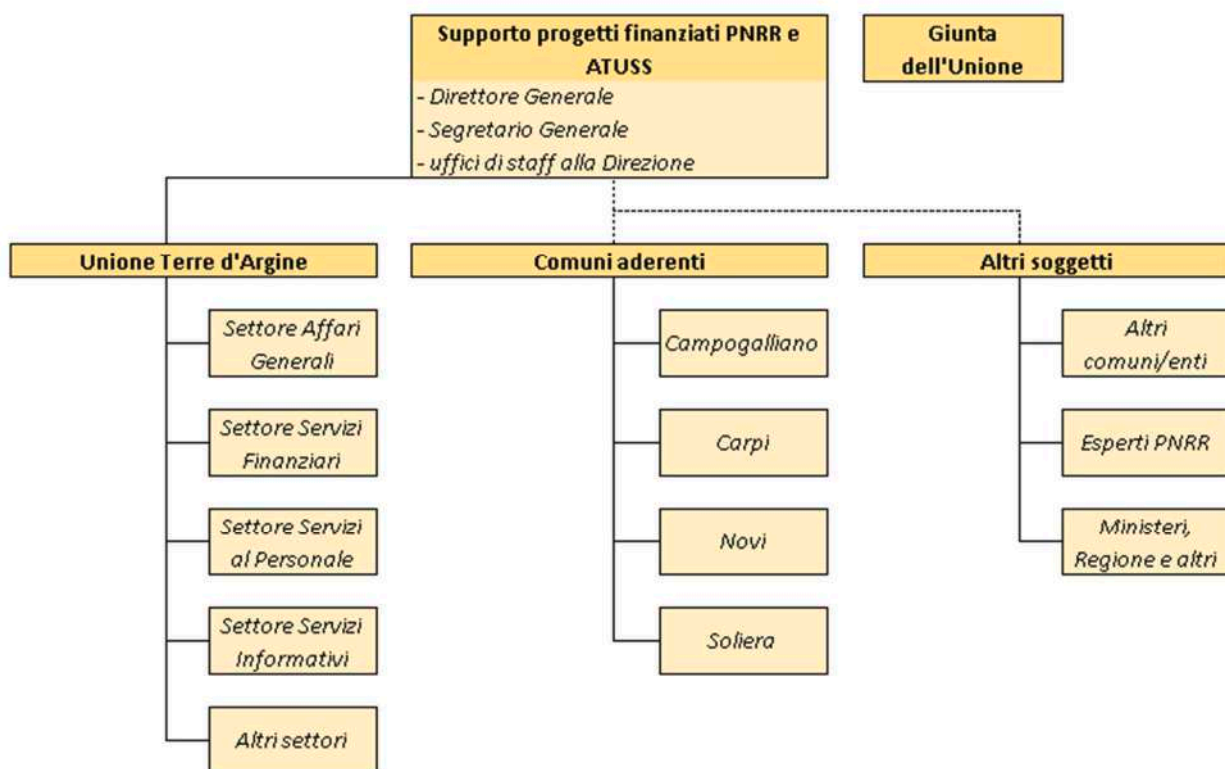 Supporto progetti finanziati PNRR e
ATUSS
- Direttore Generale
- Segretario Generale
- uffici di staff alla Direzione
Giunta
dell'Unione
Unione Terre d'Argine
Settore Affari
Generali
Settore Servizi
Finanziari
Settore Servizi
al Personale
Settore Servizi
Informativi
Altri settori
Comuni aderenti
Campogalliano
Carpi
Novi
Soliera
Altri soggetti
Altri
comuni/enti
Esperti PNRR
Ministeri,
Regione e altri